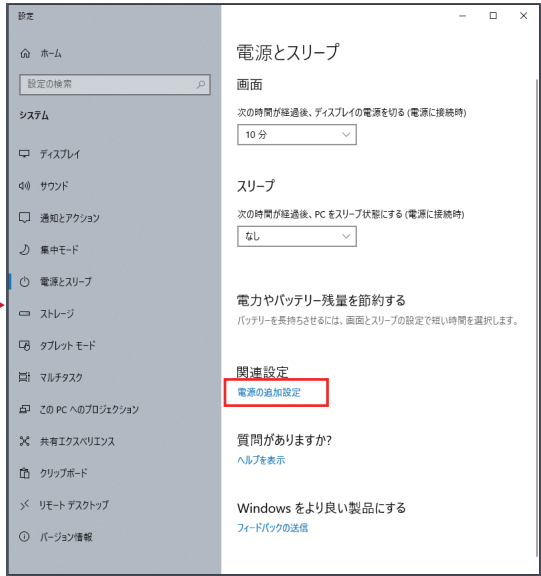 設定
ホーム
設定の検索
システム
ディスプレイ
サウンド
通知とアクション
集中モード
電源とスリープ
ストレージ
タブレット モード
マルチタスク
この PC へのプロジェクション
共有エクスペリエンス
クリップボード
リモート デスクトップ
バージョン情報
電源とスリープ
画面
次の時間が経過後、ディスプレイの電源を切る (電源に接続時)
10 分
スリープ
次の時間が経過後、PC をスリープ状態にする (電源に接続時)
なし
電力やバッテリー残量を節約する
バッテリーを長持ちさせるには、画面とスリープの設定で短い時間を選択します。
関連設定
電源の追加設定
質問がありますか?
ヘルプを表示
Windows をより良い製品にする
フィードバックの送信